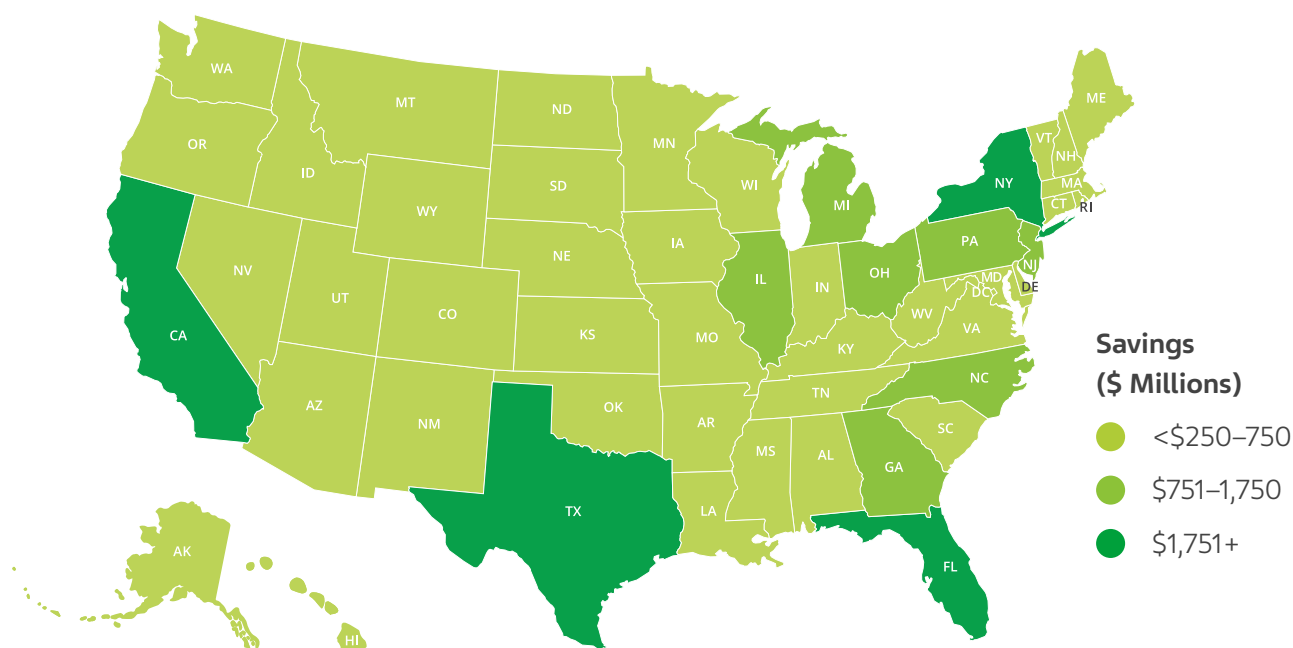 WA
MT
ND
MN
ME
OR
ID
SD
WI
VT
NH
WY
MI
NY
MA
CT
RI
NV
UT
CO
NE
IA
IL
IN
OH
PA
NJ
MD
DE
DC
CA
KS
MO
KY
WV
VA
AZ
NM
OK
AR
TN
NC
SC
TX
LA
MS
AL
GA
FL
AK
HI
Savings
($ Millions)
<$250–750
$751–1,750
$1,751+